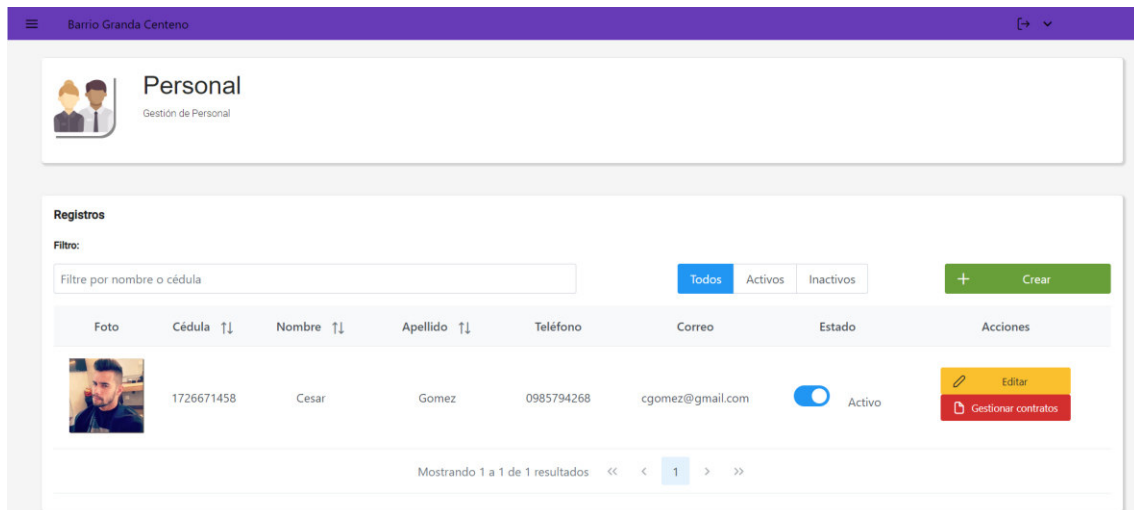 Barrio Granda Centeno
Personal
Gestión de Personal
Registros
Filtro:
Filtre por nombre o cédula Todos Activos Inactivos Crear
Foto Cédula Nombre Apellido Teléfono Correo Estado Acciones
1726671458 Cesar Gomez 0985794268 cgomez@gmail.com Activo Editar
Gestionar contratos
Mostrando 1 a 1 de 1 resultados << < 1 > >>